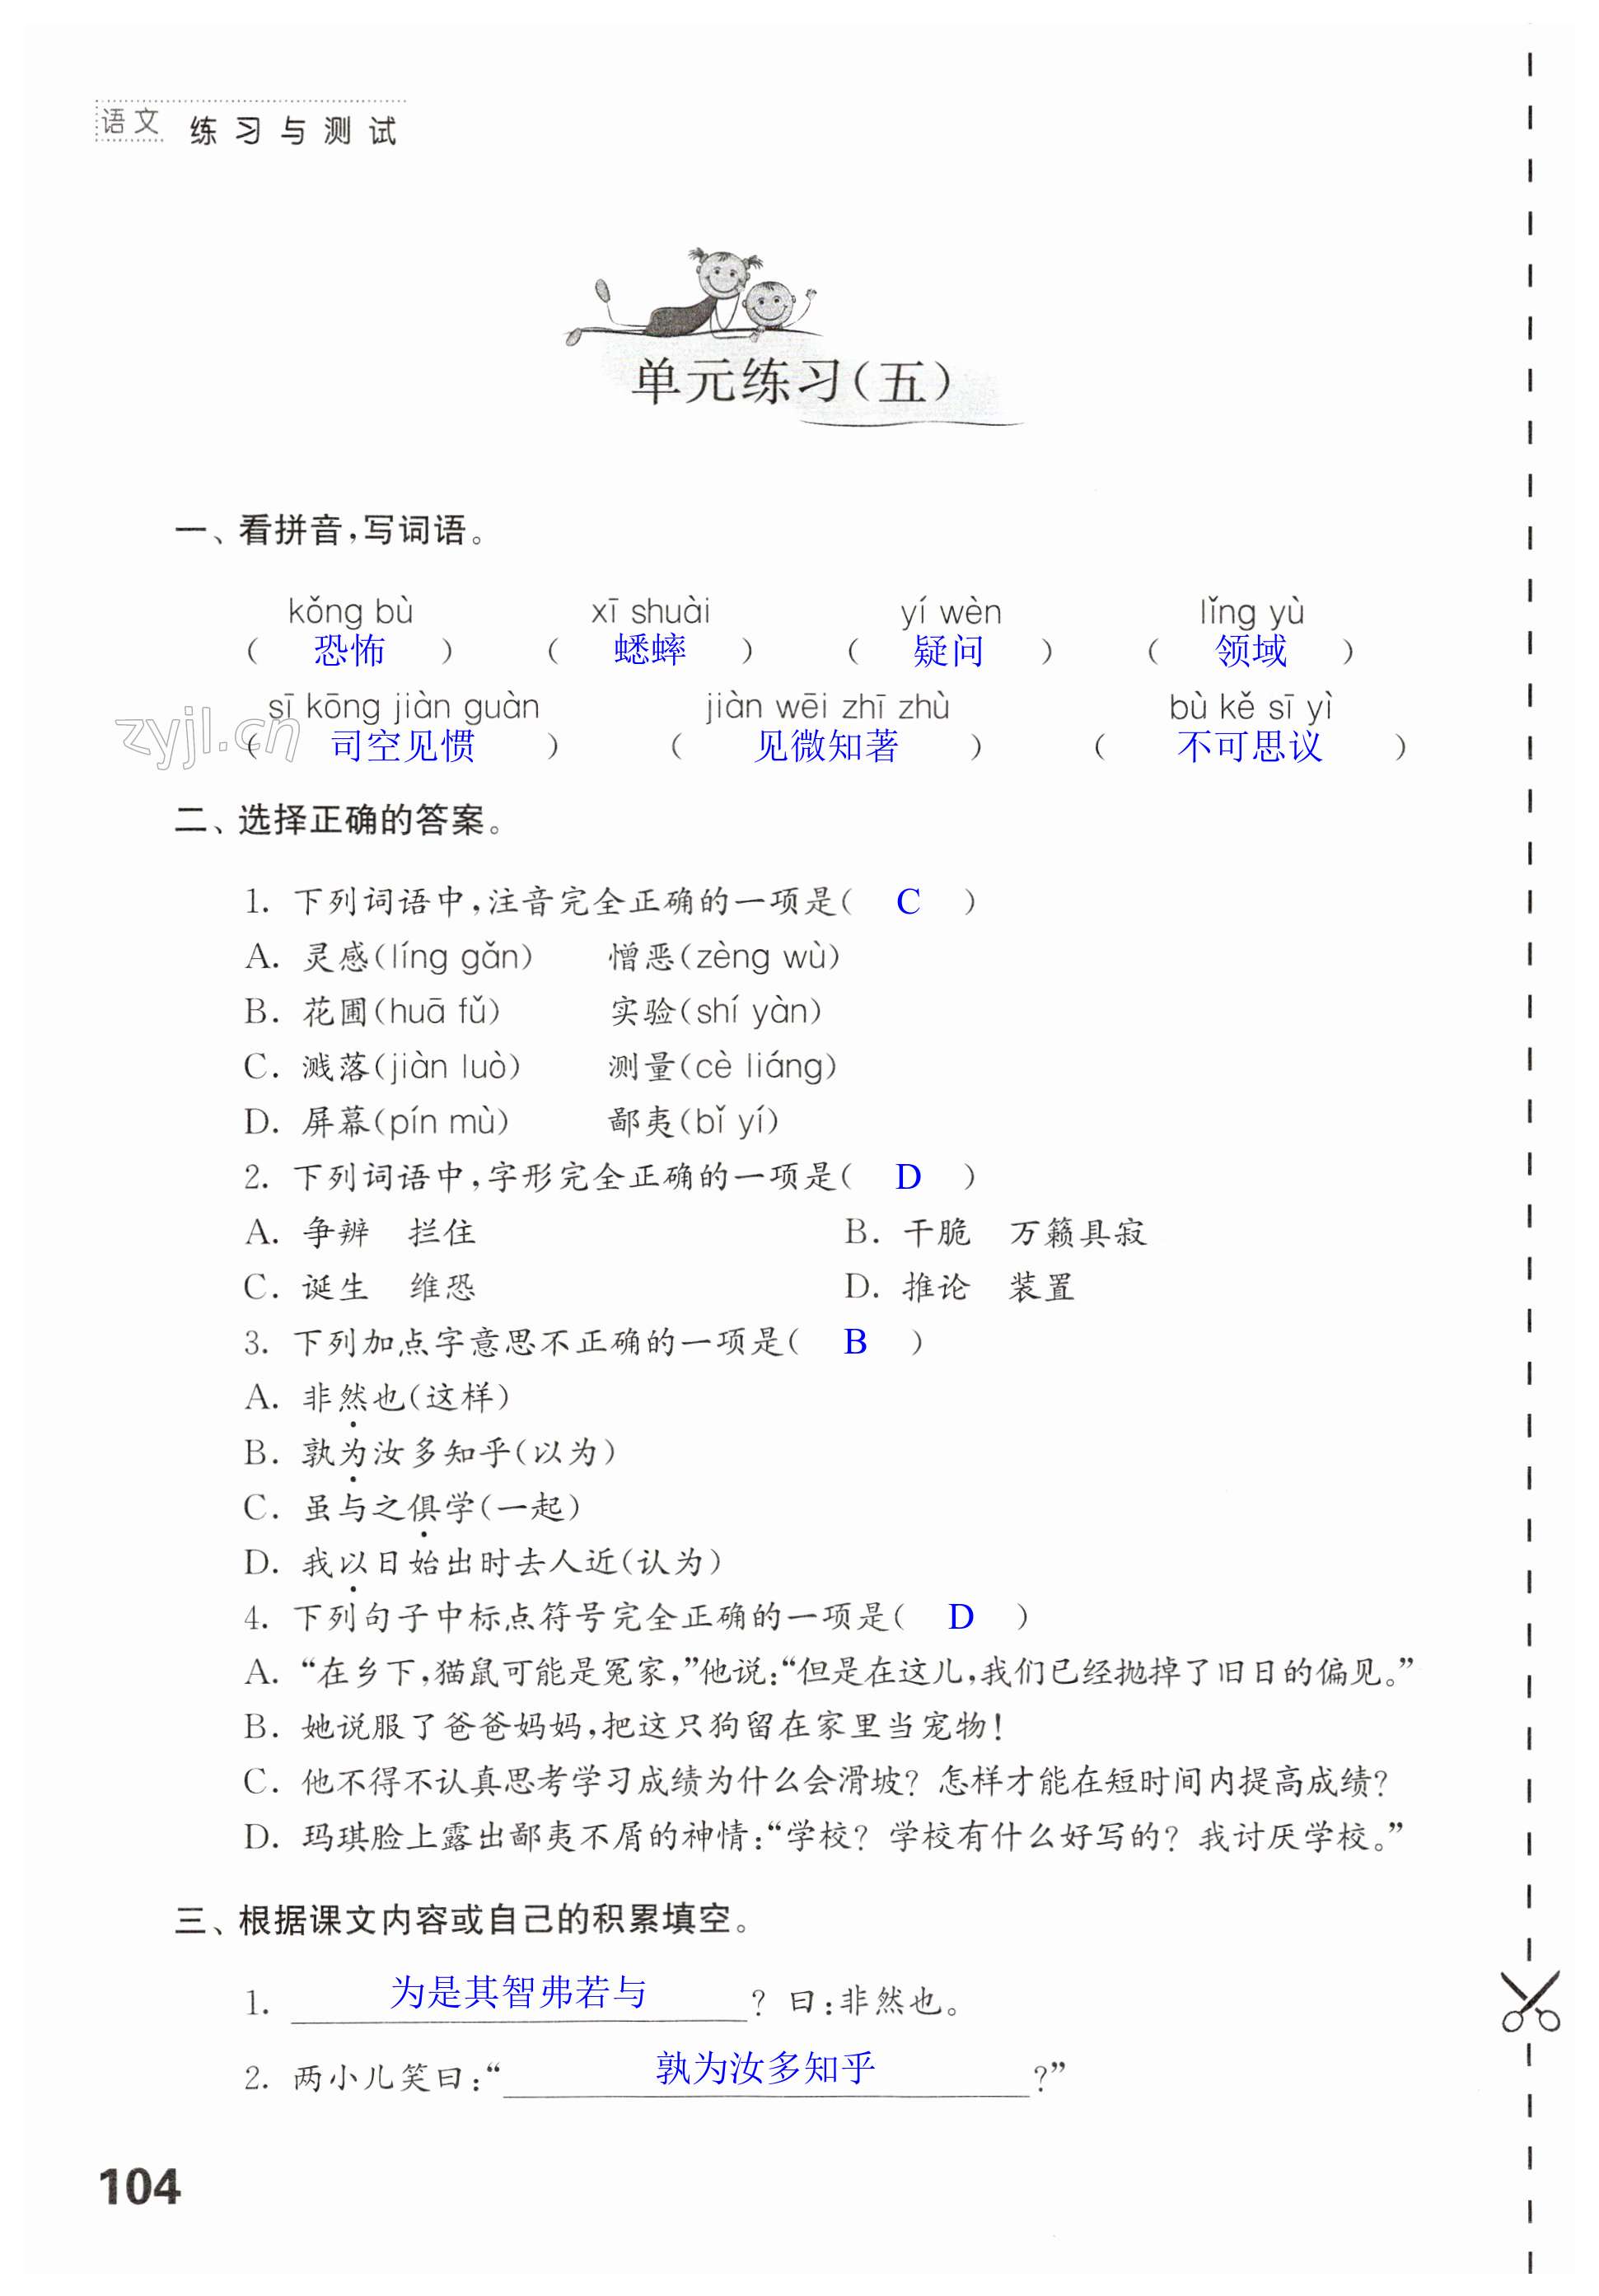 语文 练习与测试
单元练习(五)
一、看拼音,写词语。
kǒng bù xī shuài yí wèn lǐng yù
( 恐怖 ) ( 蟋蟀 ) ( 疑问 ) ( 领域 )
sī kōng jiàn guàn jiàn wēi zhī zhù bù kě sī yì
zyjl.cn
( 司空见惯 ) ( 见微知著 ) ( 不可思议 )
二、选择正确的答案。
1. 下列词语中,注音完全正确的一项是( C )
A. 灵感(líng gǎn) 憎恶(zèng wù)
B. 花圃(huā fǔ) 实验(shí yàn)
C. 溅落(jiàn luò) 测量(cè liáng)
D. 屏幕(pín mù) 鄙夷(bǐ yí)
2. 下列词语中,字形完全正确的一项是( D )
A. 争辨 拦住 B. 干脆 万籁具寂
C. 诞生 维恐 D. 推论 装置
3. 下列加点字意思不正确的一项是( B )
A. 非然也(这样)
B. 孰为汝多知乎(以为)
C. 虽与之俱学(一起)
D. 我以日始出时去人近(认为)
4. 下列句子中标点符号完全正确的一项是( D )
A. “在乡下,猫鼠可能是冤家,”他说:“但是在这儿,我们已经抛掉了旧日的偏见。”
B. 她说服了爸爸妈妈,把这只狗留在家里当宠物!
C. 他不得不认真思考学习成绩为什么会滑坡? 怎样才能在短时间内提高成绩?
D. 玛琪脸上露出鄙夷不屑的神情:“学校? 学校有什么好写的? 我讨厌学校。”
三、根据课文内容或自己的积累填空。
1. 为是其智弗若与? 曰:非然也。
2. 两小儿笑曰:“孰为汝多知乎?”
104